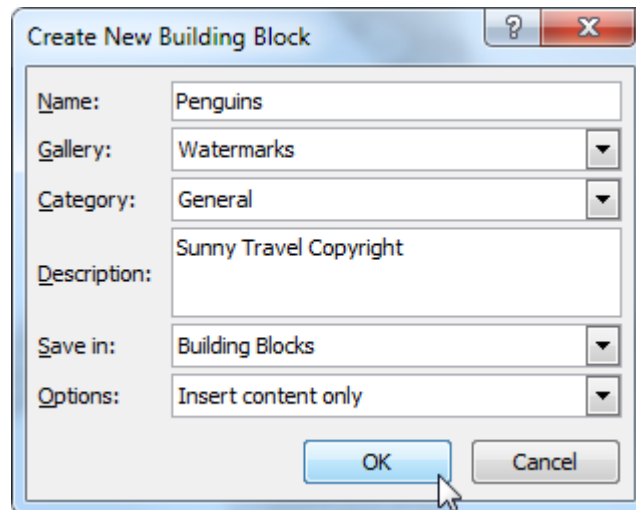 Create New Building Block
Name: Penguins
Gallery: Watermarks
Category: General
Description: Sunny Travel Copyright
Save in: Building Blocks
Options: Insert content only
OK Cancel